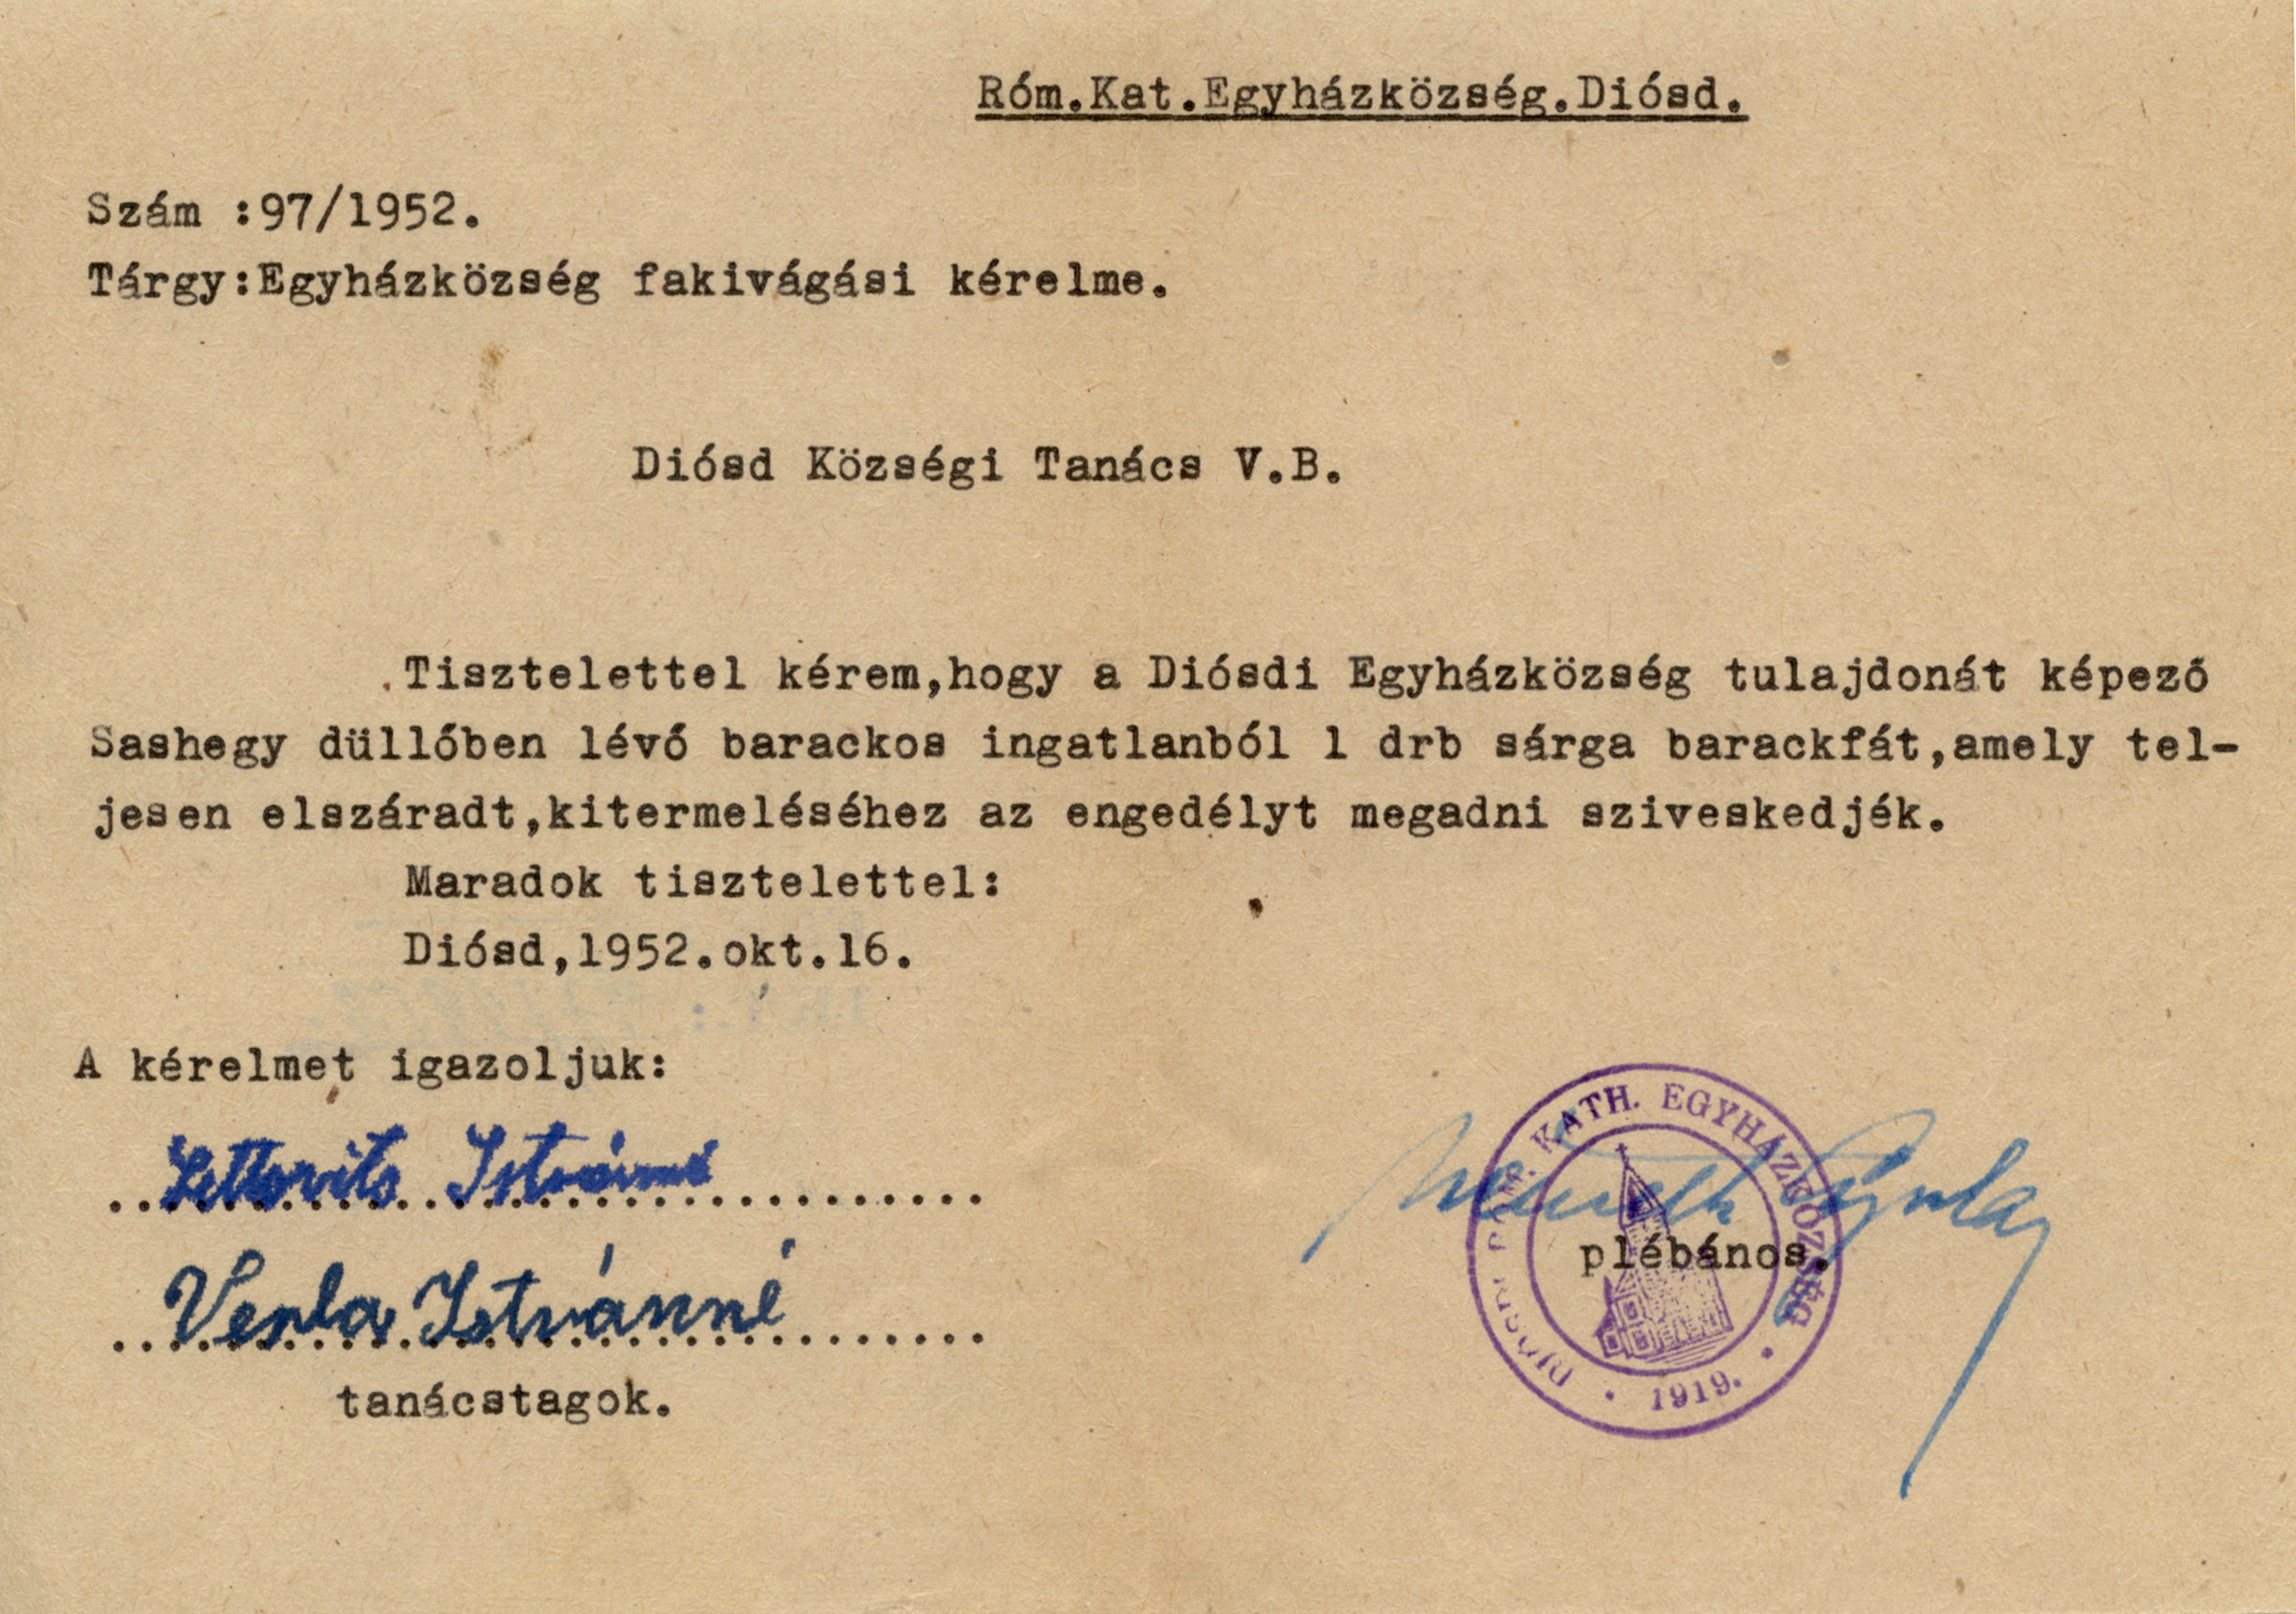 Róm.Kat.Egyházközség.Diósd.
Szám :97/1952.
Tárgy:Egyházközség fakivágási kérelme.
Diósd Községi Tanács V.B.
Tisztelettel kérem,hogy a Diósdi Egyházközség tulajdonát képező
Sashegy düllőben lévő barackos ingatlanból 1 drb sárga barackfát,amely tel-
jesen elszáradt,kitermeléséhez az engedélyt megadni sziveskedjék.
Maradok tisztelettel:
Diósd,1952.okt.16.
A kérelmet igazoljuk:
Istvánné
Istvánné
tanácstagok.
Németh Gyula
plébános.
KATH. EGYHÁZKÖZSÉG
1919.